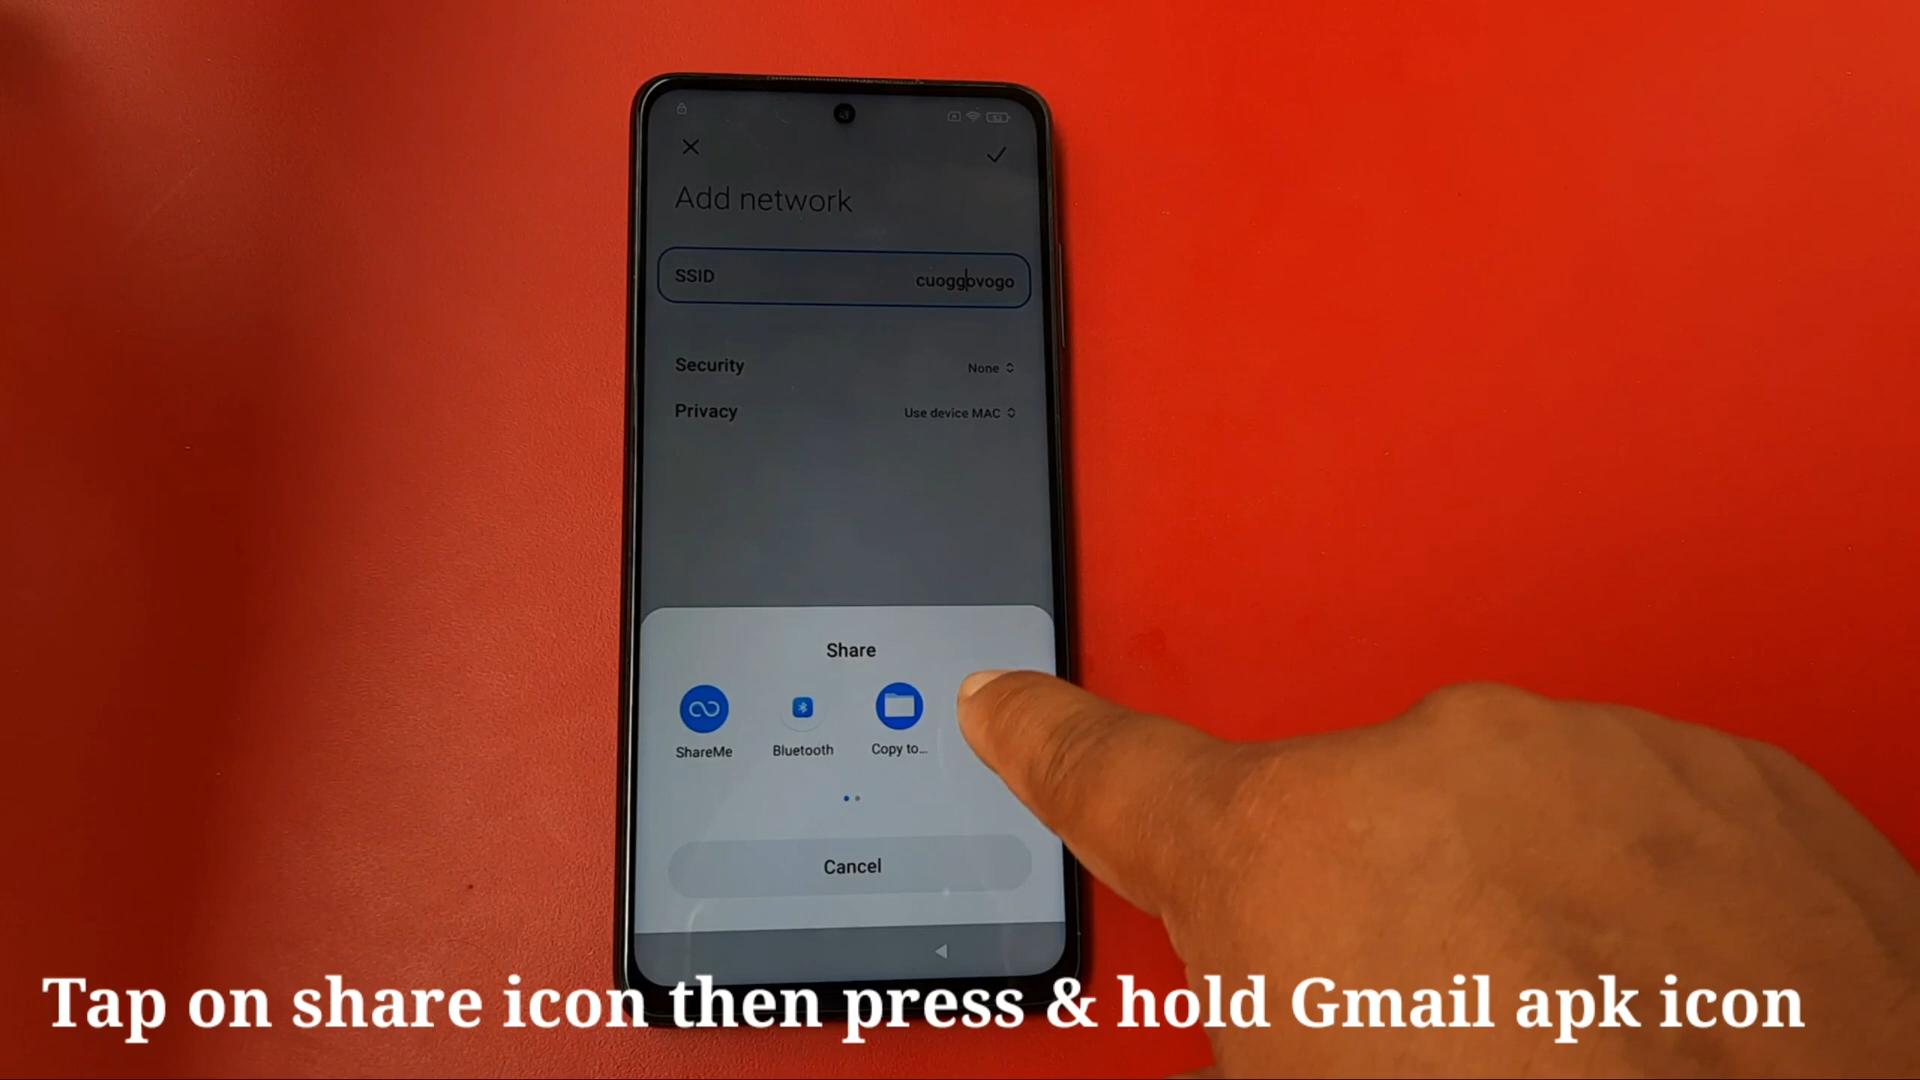 Add network
SSID cuoggovogo
Security None
Privacy Use device MAC
Share
ShareMe Bluetooth Copy to...
Cancel
Tap on share icon then press & hold Gmail apk icon